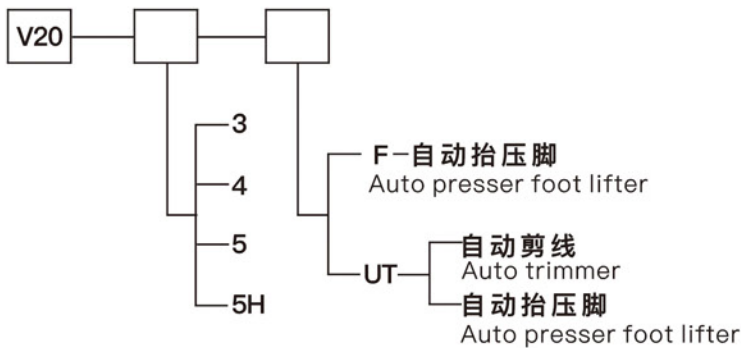 V20
3
4
5
5H
F-自动抬压脚
Auto presser foot lifter
UT
自动剪线
Auto trimmer
自动抬压脚
Auto presser foot lifter